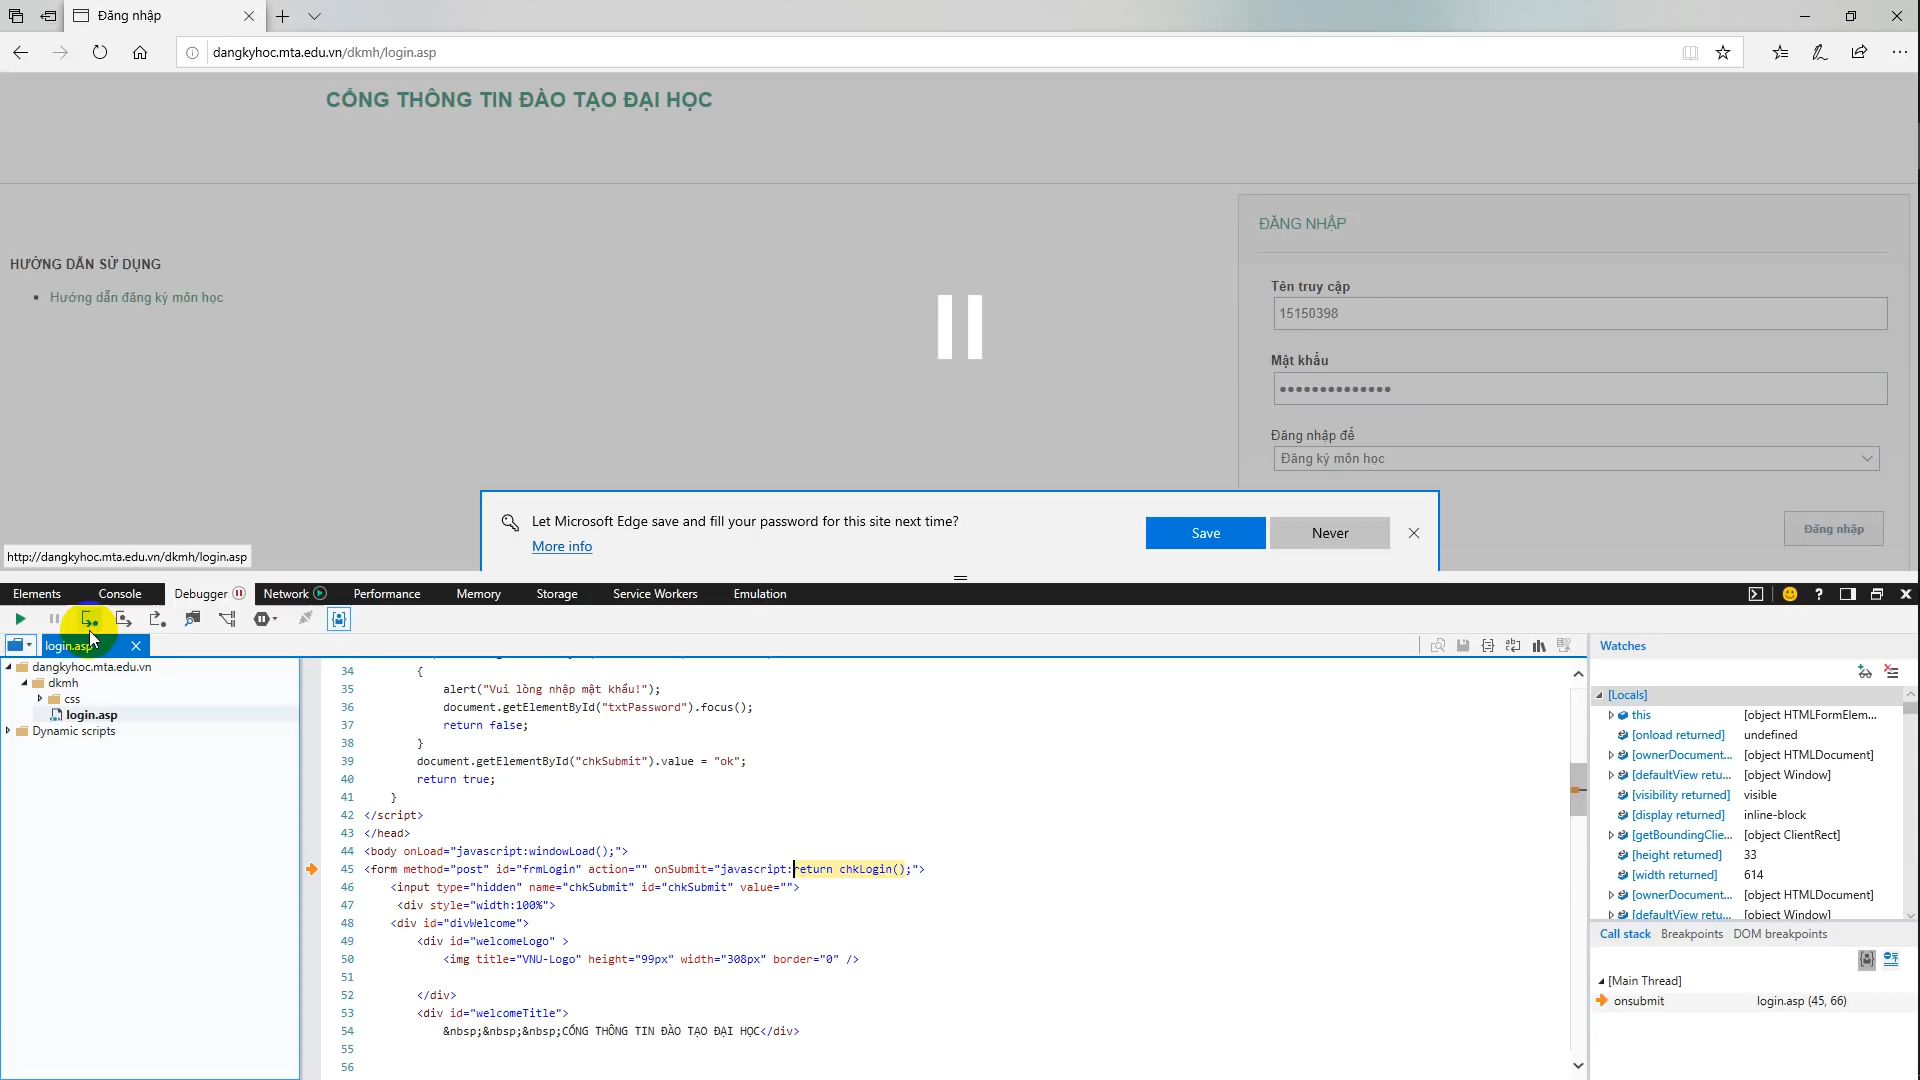 Đăng nhập
dangkyhoc.mta.edu.vn/dkmh/login.asp
CỔNG THÔNG TIN ĐÀO TẠO ĐẠI HỌC
HƯỚNG DẪN SỬ DỤNG
Hướng dẫn đăng ký môn học
ĐĂNG NHẬP
Tên truy cập
15150398
Mật khẩu
••••••••••••••
Đăng nhập để
Đăng ký môn học
Đăng nhập
Let Microsoft Edge save and fill your password for this site next time?
More info
Save
Never
http://dangkyhoc.mta.edu.vn/dkmh/login.asp
Elements Console Debugger Network Performance Memory Storage Service Workers Emulation
login.asp
dangkyhoc.mta.edu.vn
dkmh
css
login.asp
Dynamic scripts
34 {
35 alert("Vui lòng nhập mật khẩu!");
36 document.getElementById("txtPassword").focus();
37 return false;
38 }
39 document.getElementById("chkSubmit").value = "ok";
40 return true;
41 }
42 </script>
43 </head>
44 <body onLoad="javascript:windowLoad();">
45 <form method="post" id="frmLogin" action="" onSubmit="javascript:return chkLogin();">
46 <input type="hidden" name="chkSubmit" id="chkSubmit" value="">
47 <div style="width:100%">
48 <div id="divWelcome">
49 <div id="welcomeLogo" >
50 <img title="VNU-Logo" height="99px" width="308px" border="0" />
51
52 </div>
53 <div id="welcomeTitle">
54 &nbsp;&nbsp;&nbsp;CỔNG THÔNG TIN ĐÀO TẠO ĐẠI HỌC</div>
55
56
Watches
[Locals]
this [object HTMLFormElem...
[onload returned] undefined
[ownerDocument... [object HTMLDocument]
[defaultView retu... [object Window]
[visibility returned] visible
[display returned] inline-block
[getBoundingClie... [object ClientRect]
[height returned] 33
[width returned] 614
[ownerDocument... [object HTMLDocument]
[defaultView retu... [object Window]
Call stack Breakpoints DOM breakpoints
[Main Thread]
onsubmit login.asp (45, 66)